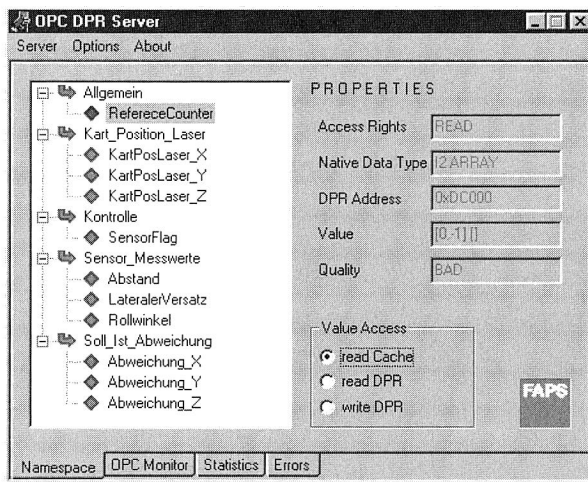 OPC DPR Server
Server Options About
Allgemein
RefereceCounter
Kart_Position_Laser
KartPosLaser_X
KartPosLaser_Y
KartPosLaser_Z
Kontrolle
SensorFlag
Sensor_Messwerte
Abstand
LateralerVersatz
Rollwinkel
Soll_Ist_Abweichung
Abweichung_X
Abweichung_Y
Abweichung_Z
PROPERTIES
Access Rights READ
Native Data Type I2 ARRAY
DPR Address 0xDC000
Value [0,-1] []
Quality BAD
Value Access
read Cache
read DPR
write DPR
FAPS
Namespace OPC Monitor Statistics Errors